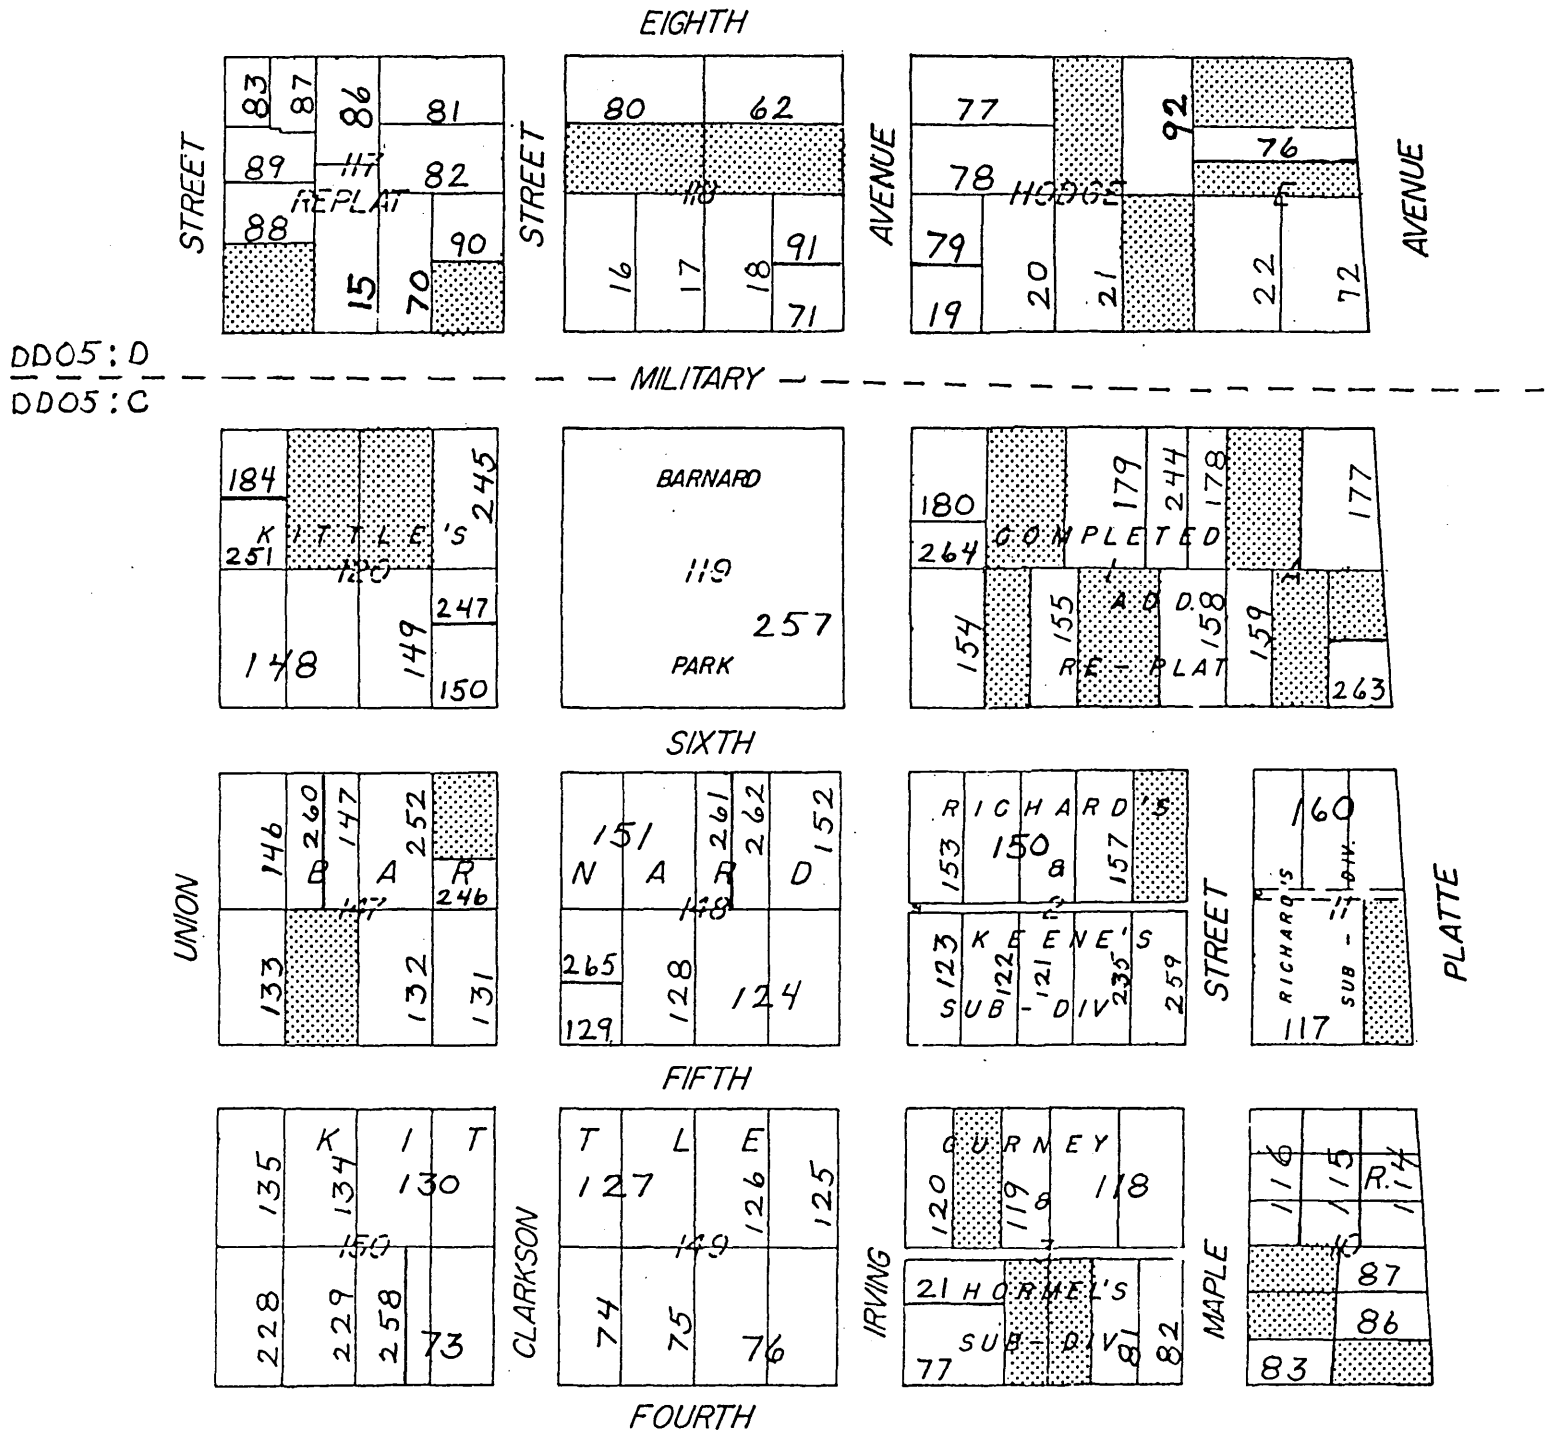 EIGHTH
83 87 86 81
89 117 82
REPLAT
88 90
15 70
80 62
118
16 17 18 91
71
77 92
78 76
HODGE E
79 20 21 22 72
19
STREET
STREET
AVENUE
AVENUE
DD05:D
MILITARY
DD05:C
184 245
KITTLE'S
251
120
247
148 149
150
BARNARD
119
257
PARK
180 179 244 178 177
264 COMPLETED
1
ADD.
154 155 158 159
RE-PLAT
263
SIXTH
146 260 147 252
B A R
246
147
133 132 131
151 261 262 152
N A R D
148
265 128 124
129
RICHARD'S
153 150 157
&
2
KEENE'S
123 122 121 235 259
SUB-DIV
160
RICHARD'S
SUB-DIV.
11
117
UNION
STREET
PLATTE
FIFTH
K I T
135 134 130
150
228 229 258 73
T L E
127 126 125
149
74 75 76
GURNEY
120 119 & 118
7
21 HORMEL'S
SUB-DIV
77 81 82
116 115 R. 114
10
87
86
83
CLARKSON
IRVING
MAPLE
FOURTH